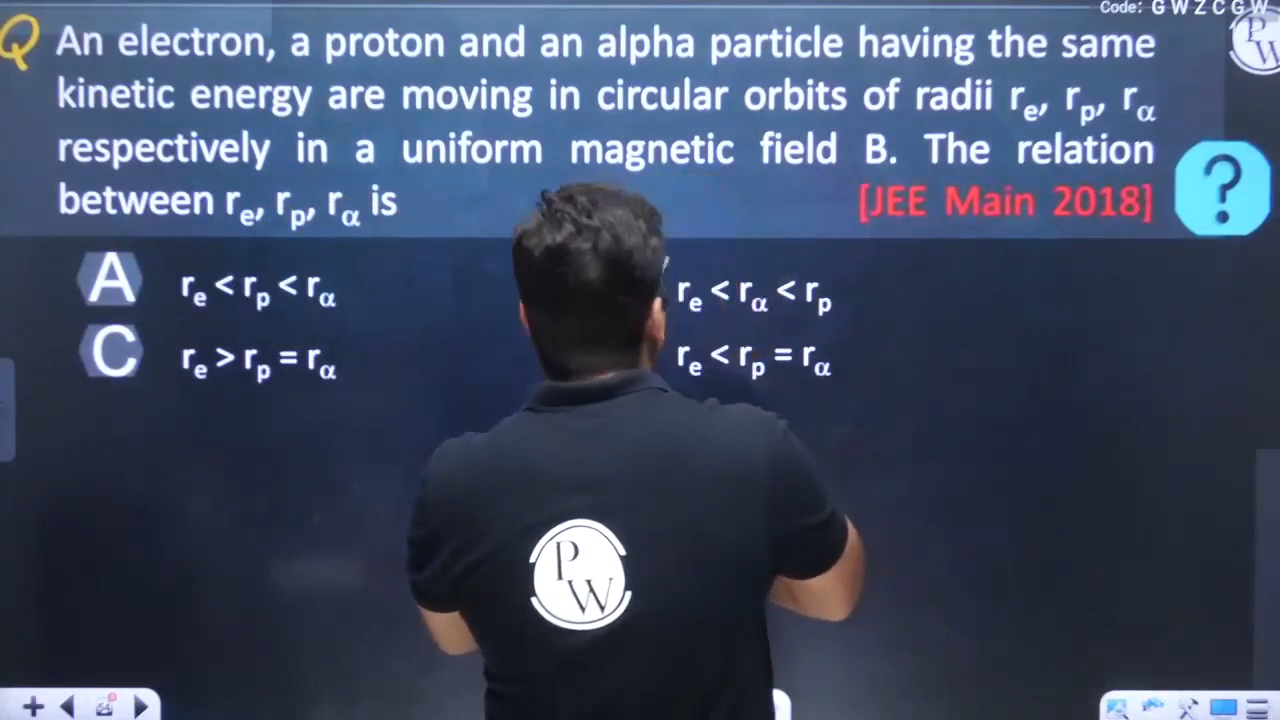 Code: G W Z C G W
Q An electron, a proton and an alpha particle having the same
kinetic energy are moving in circular orbits of radii rₑ, rₚ, r_α
respectively in a uniform magnetic field B. The relation
between rₑ, rₚ, r_α is [JEE Main 2018]
?
A rₑ < rₚ < r_α
rₑ < r_α < rₚ
C rₑ > rₚ = r_α
rₑ < rₚ = r_α
PW
PW